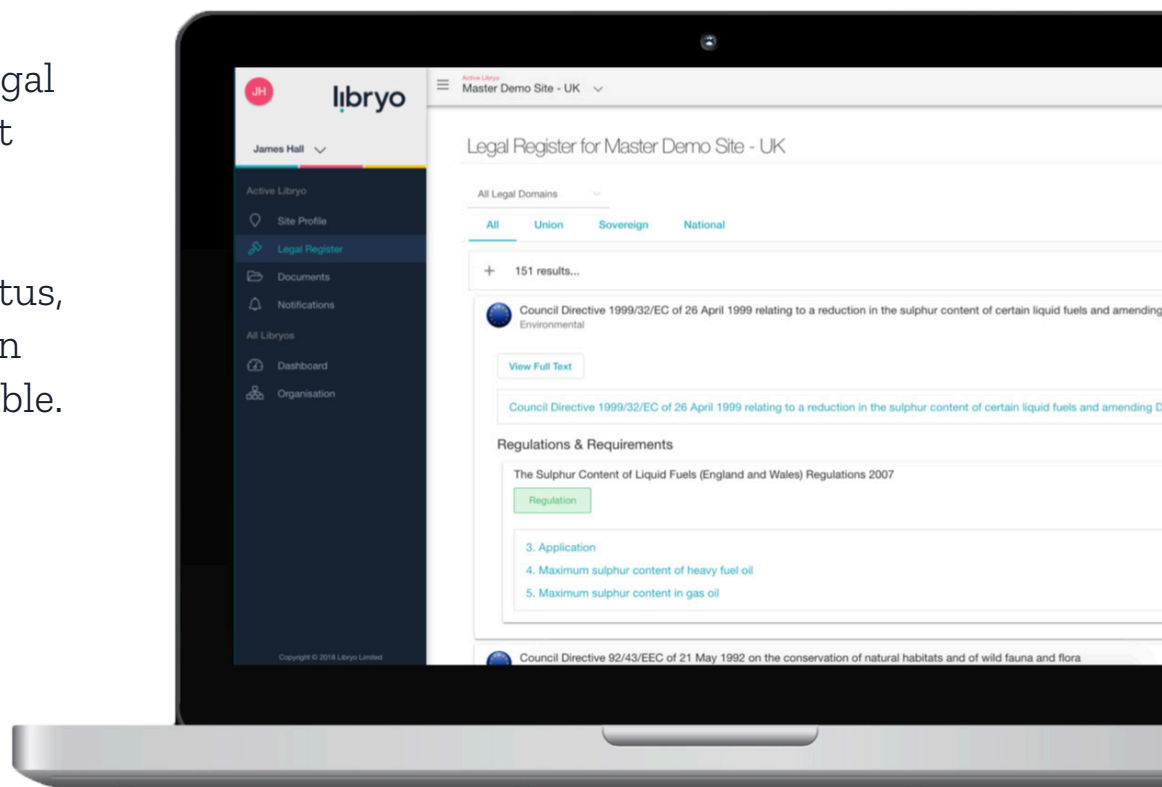 gal
t
tus,
n
ble.
JH
libryo
James Hall
Active Libryo
Site Profile
Legal Register
Documents
Notifications
All Libryos
Dashboard
Organisation
Copyright © 2018 Libryo Limited
Active Libryo
Master Demo Site - UK
Legal Register for Master Demo Site - UK
All Legal Domains
All Union Sovereign National
+ 151 results...
Council Directive 1999/32/EC of 26 April 1999 relating to a reduction in the sulphur content of certain liquid fuels and amending
Environmental
View Full Text
Council Directive 1999/32/EC of 26 April 1999 relating to a reduction in the sulphur content of certain liquid fuels and amending D
Regulations & Requirements
The Sulphur Content of Liquid Fuels (England and Wales) Regulations 2007
Regulation
3. Application
4. Maximum sulphur content of heavy fuel oil
5. Maximum sulphur content in gas oil
Council Directive 92/43/EEC of 21 May 1992 on the conservation of natural habitats and of wild fauna and flora